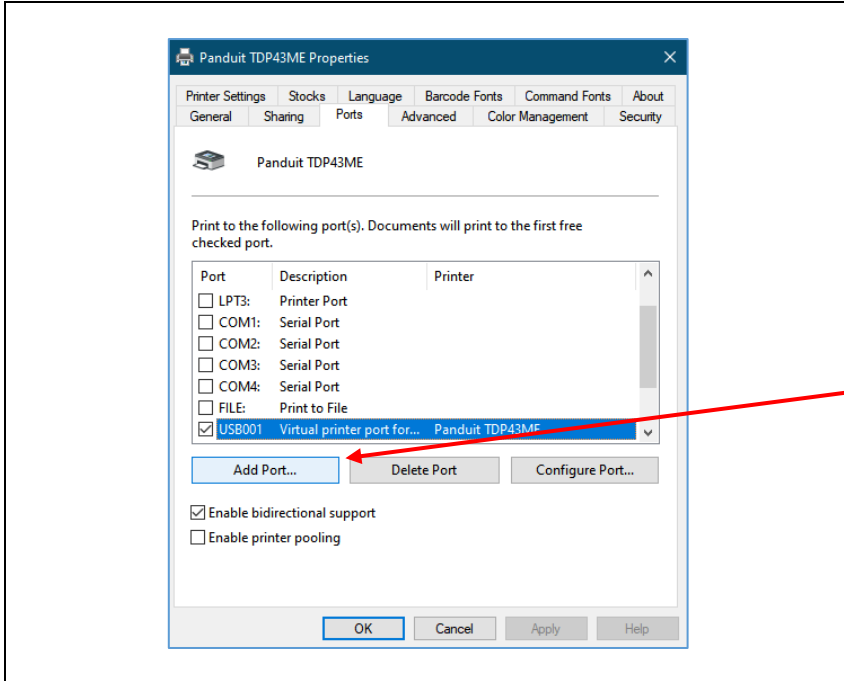 Panduit TDP43ME Properties
Printer Settings Stocks Language Barcode Fonts Command Fonts About
General Sharing Ports Advanced Color Management Security
Panduit TDP43ME
Print to the following port(s). Documents will print to the first free
checked port.
Port Description Printer
LPT3: Printer Port
COM1: Serial Port
COM2: Serial Port
COM3: Serial Port
COM4: Serial Port
FILE: Print to File
USB001 Virtual printer port for... Panduit TDP43ME
Add Port... Delete Port Configure Port...
Enable bidirectional support
Enable printer pooling
OK Cancel Apply Help